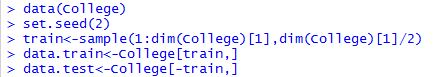 > data(College)
> set.seed(2)
> train<-sample(1:dim(College)[1],dim(College)[1]/2)
> data.train<-College[train,]
> data.test<-College[-train,]